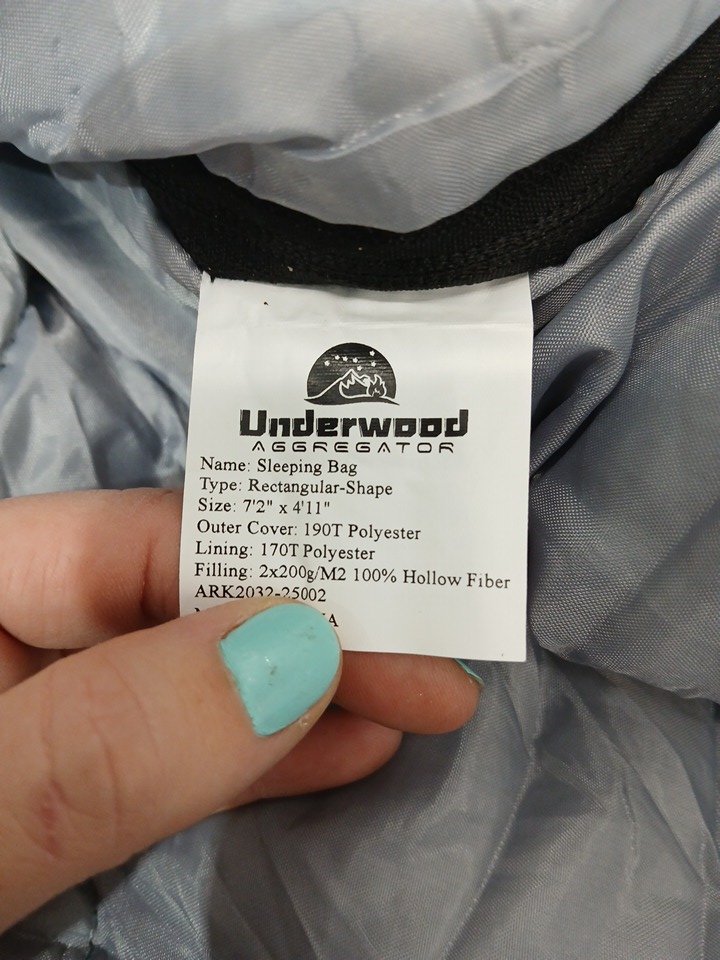 Underwood
AGGREGATOR
Name: Sleeping Bag
Type: Rectangular-Shape
Size: 7'2" x 4'11"
Outer Cover: 190T Polyester
Lining: 170T Polyester
Filling: 2x200g/M2 100% Hollow Fiber
ARK2032-25002